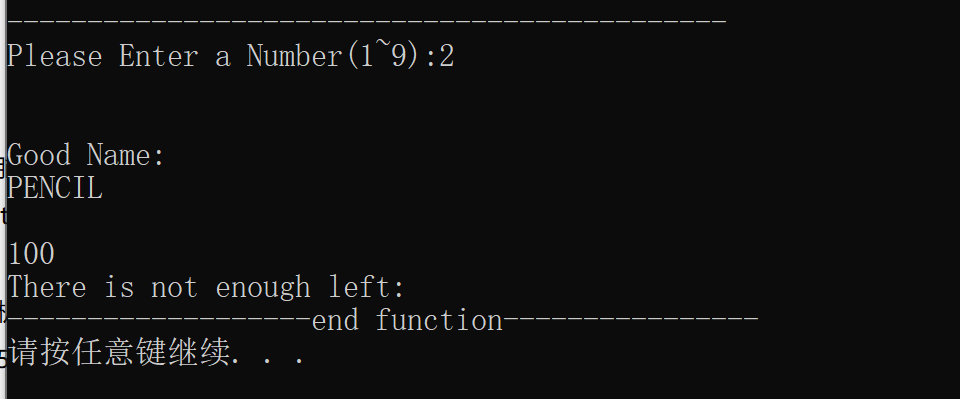 ---------------------------------------------
Please Enter a Number(1~9):2
Good Name:
PENCIL
100
There is not enough left:
-------------------end function----------------
请按任意键继续. . .